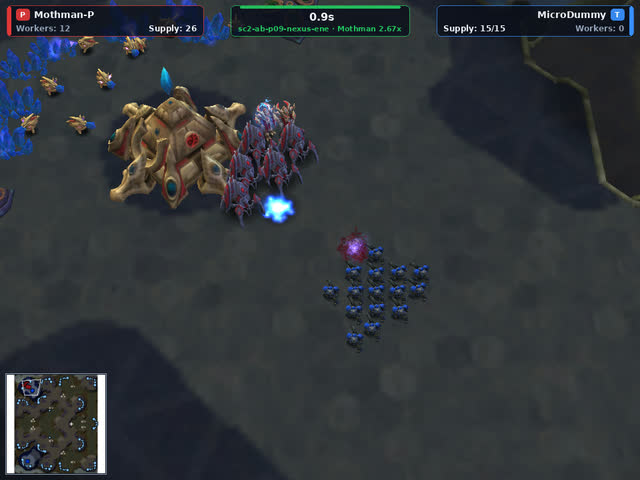 P Mothman-P
Workers: 12 Supply: 26
0.9s
sc2-ab-p09-nexus-ene · Mothman 2.67x
MicroDummy T
Supply: 15/15 Workers: 0